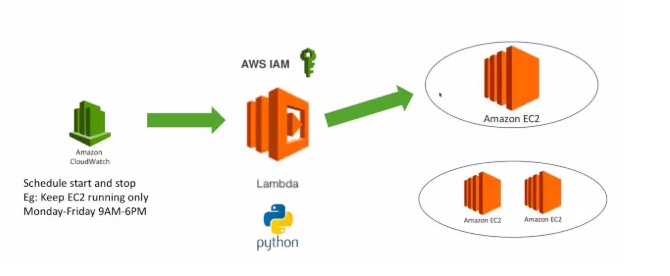 AWS IAM
Amazon EC2
Amazon
CloudWatch
Schedule start and stop
Eg: Keep EC2 running only
Monday-Friday 9AM-6PM
Lambda
python
Amazon EC2
Amazon EC2